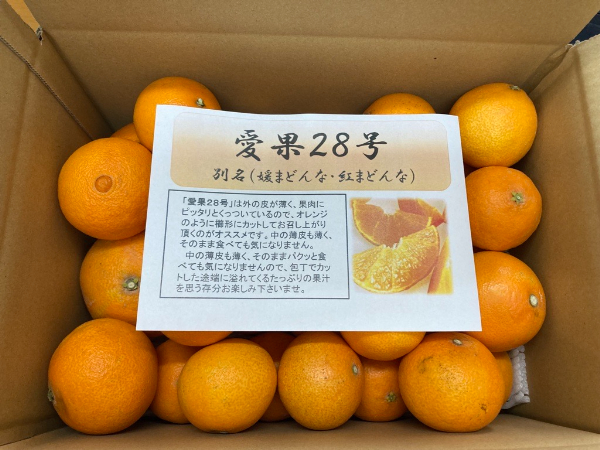 愛果28号
別名(媛まどんな・紅まどんな)
「愛果28号」は外の皮が薄く、果肉に
ピッタリとくっついているので、オレンジ
のように櫛形にカットしてお召し上がり
頂くのがオススメです。中の薄皮も薄く、
そのまま食べても気になりません。
中の薄皮も薄く、そのままパクッと食
べても気になりませんので、包丁でカッ
トした途端に溢れてくるたっぷりの果汁
を思う存分お楽しみ下さいませ。